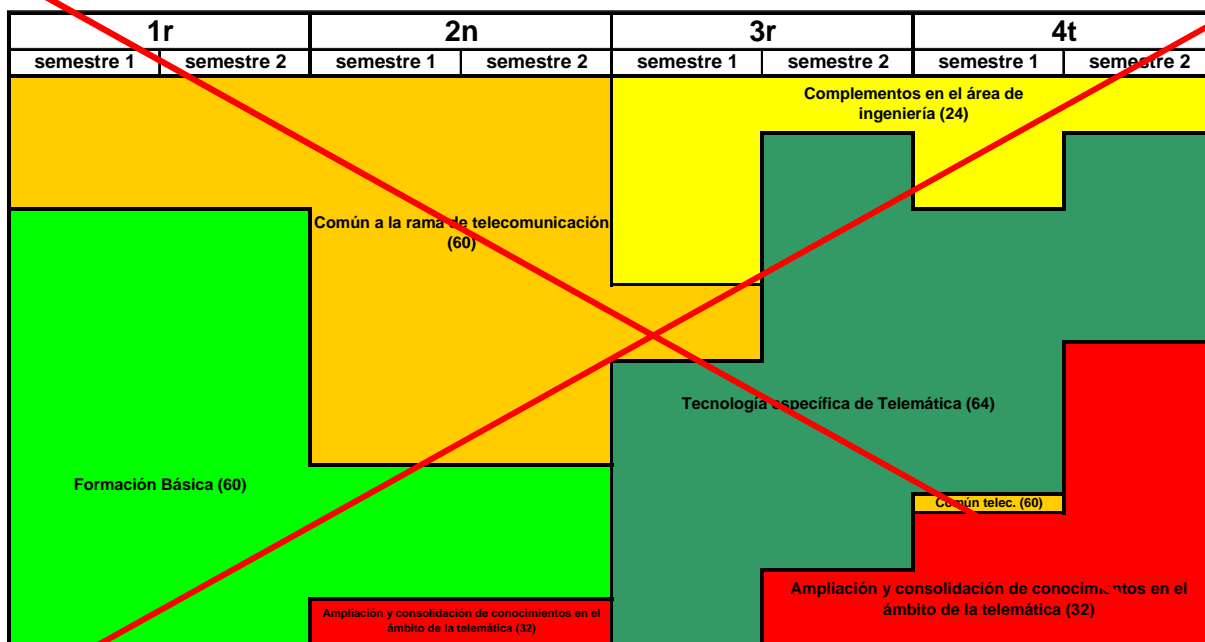 1r 2n 3r 4t
semestre 1 semestre 2 semestre 1 semestre 2 semestre 1 semestre 2 semestre 1 semestre 2
Complementos en el área de
ingeniería (24)
Común a la rama de telecomunicación
(60)
Tecnología específica de Telemática (64)
Formación Básica (60)
Común telec. (60)
Ampliación y consolidación de conocimientos en el
ámbito de la telemática (32)
Ampliación y consolidación de conocimientos en el
ámbito de la telemática (32)